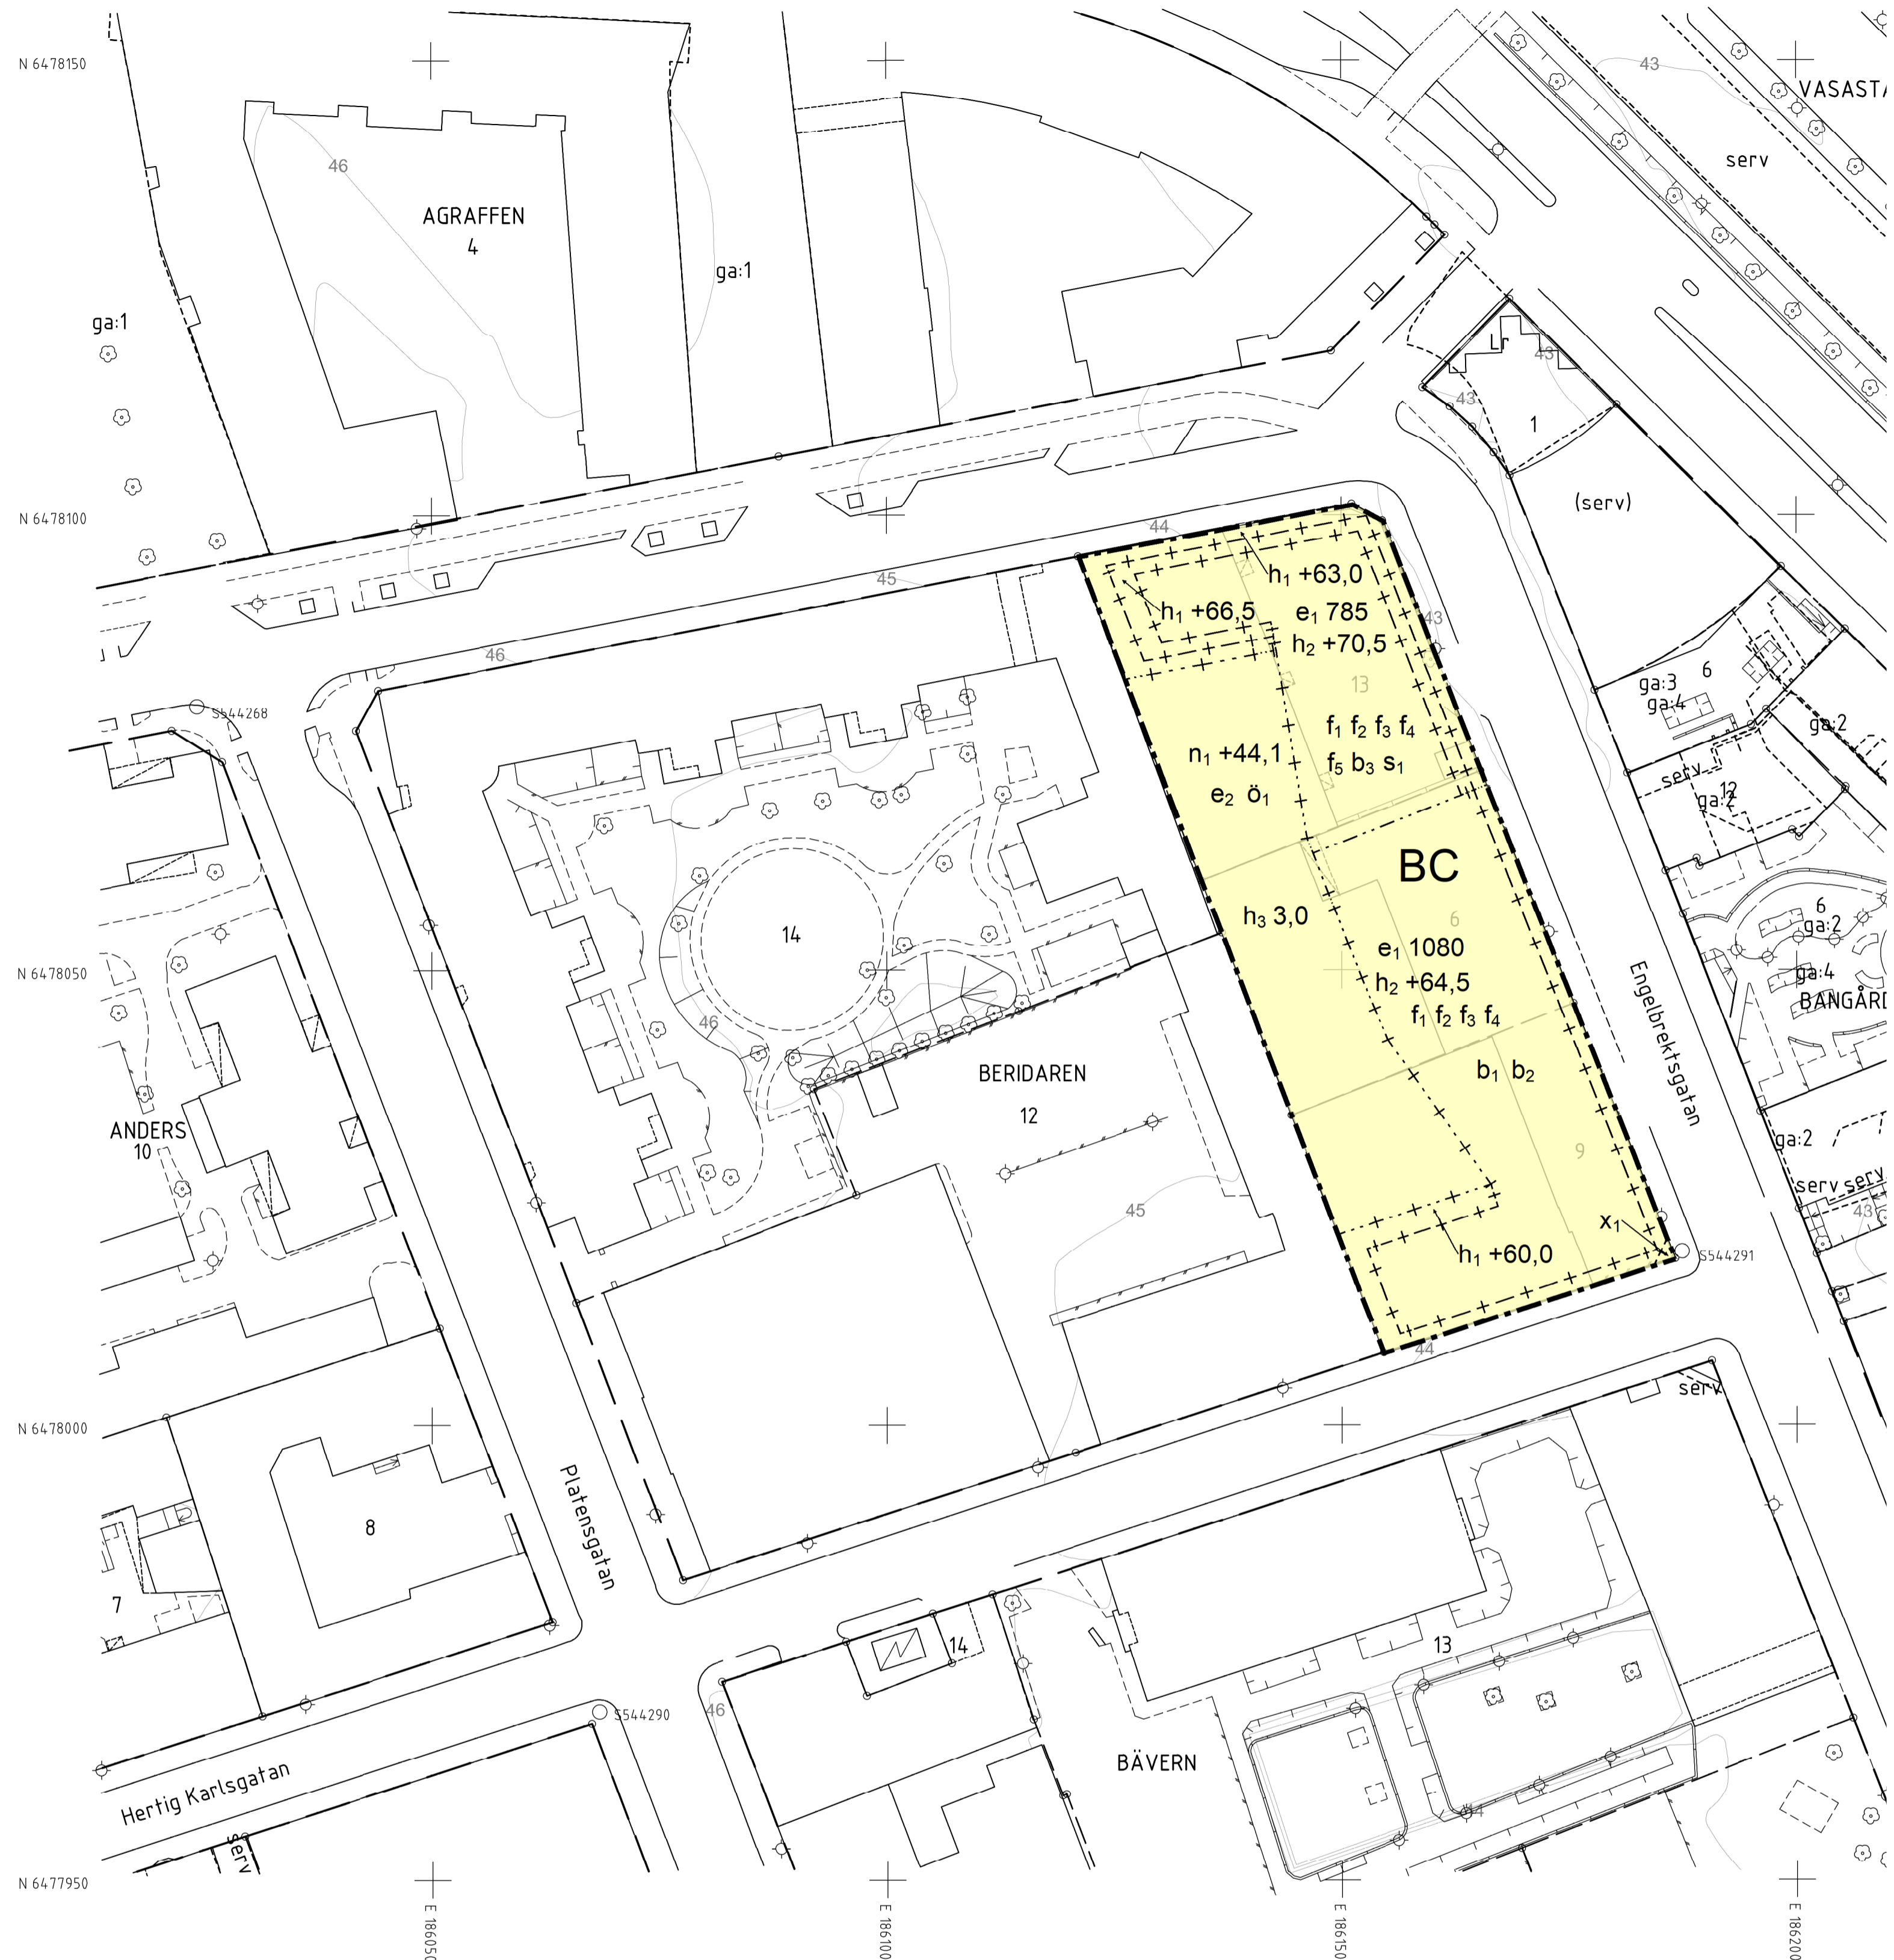 N 6478150
43
VASASTA
46
serv
AGRAFFEN
4
ga:1
ga:1
Lr
43
43
1
N 6478100
(serv)
44
45
h₁ +63,0
h₁ +66,5
e₁ 785
43
h₂ +70,5
46
13
6
ga:3
ga:4
S544268
ga:2
f₁ f₂ f₃ f₄
n₁ +44,1
f₅ b₃ s₁
serv
e₂ ö₁
12
ga:2
BC
6
h₃ 3,0
6
ga:2
14
e₁ 1080
N 6478050
h₂ +64,5
ga:4
BANGÅRD
f₁ f₂ f₃ f₄
46
Engelbrektsgatan
BERIDAREN
12
b₁ b₂
ANDERS
10
ga:2
9
serv serv
45
x₁
43
h₁ +60,0
S544291
44
serv
N 6478000
Platensgatan
8
7
14
13
46
S544290
BÄVERN
Hertig Karlsgatan
44
serv
N 6477950
E 186050
E 186100
E 186150
E 186200